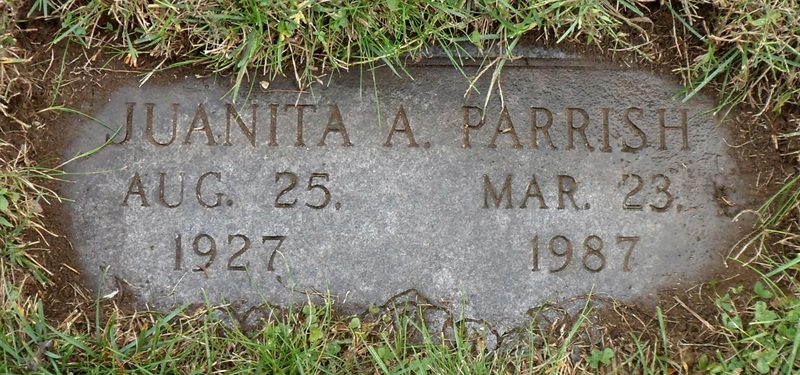 JUANITA A. PARRISH
AUG. 25, MAR. 23,
1927 1987